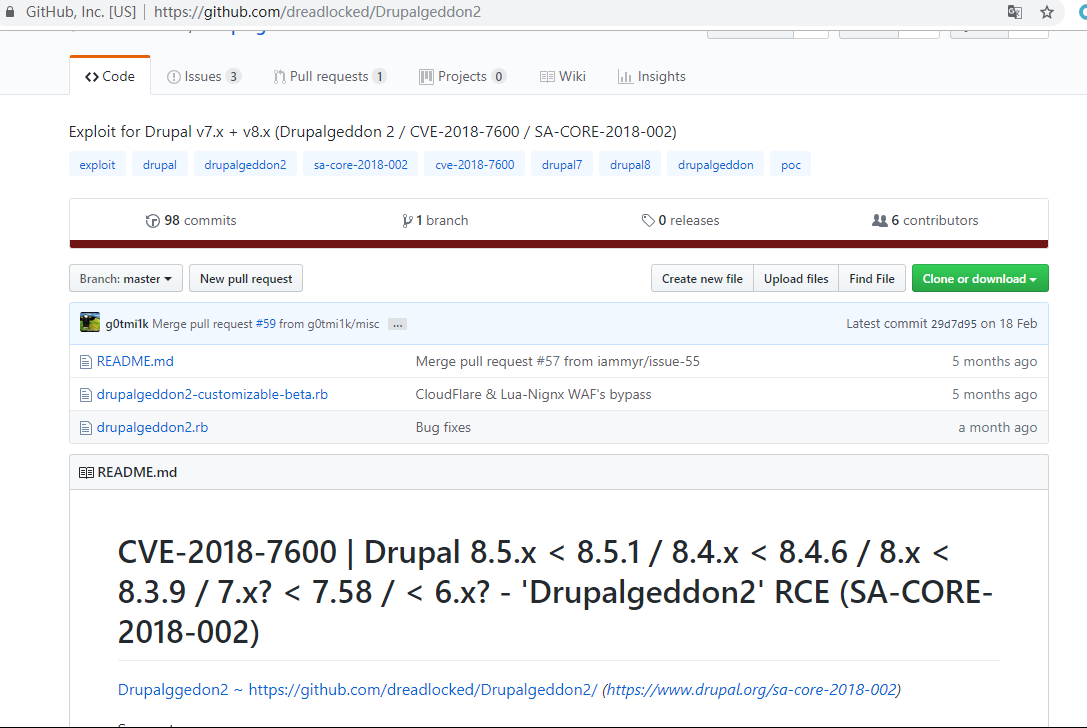 GitHub, Inc. [US] | https://github.com/dreadlocked/Drupalgeddon2
Code Issues 3 Pull requests 1 Projects 0 Wiki Insights
Exploit for Drupal v7.x + v8.x (Drupalgeddon 2 / CVE-2018-7600 / SA-CORE-2018-002)
exploit drupal drupalgeddon2 sa-core-2018-002 cve-2018-7600 drupal7 drupal8 drupalgeddon poc
98 commits 1 branch 0 releases 6 contributors
Branch: master New pull request Create new file Upload files Find File Clone or download
g0tmi1k Merge pull request #59 from g0tmi1k/misc ... Latest commit 29d7d95 on 18 Feb
README.md Merge pull request #57 from iammyr/issue-55 5 months ago
drupalgeddon2-customizable-beta.rb CloudFlare & Lua-Nignx WAF's bypass 5 months ago
drupalgeddon2.rb Bug fixes a month ago
README.md
CVE-2018-7600 | Drupal 8.5.x < 8.5.1 / 8.4.x < 8.4.6 / 8.x <
8.3.9 / 7.x? < 7.58 / < 6.x? - 'Drupalgeddon2' RCE (SA-CORE-
2018-002)
Drupalggedon2 ~ https://github.com/dreadlocked/Drupalgeddon2/ (https://www.drupal.org/sa-core-2018-002)